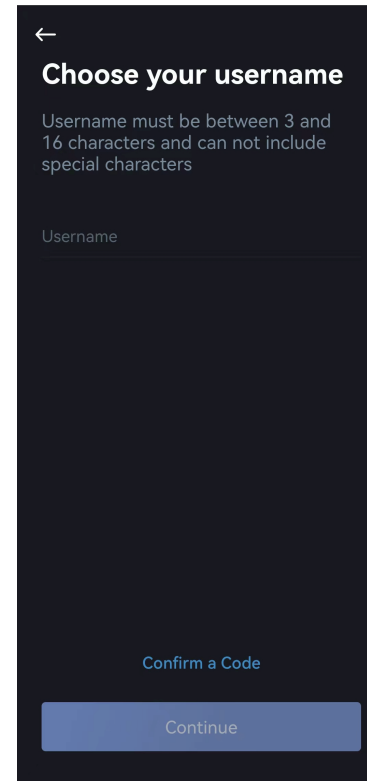 Choose your username
Username must be between 3 and
16 characters and can not include
special characters
Username
Confirm a Code
Continue